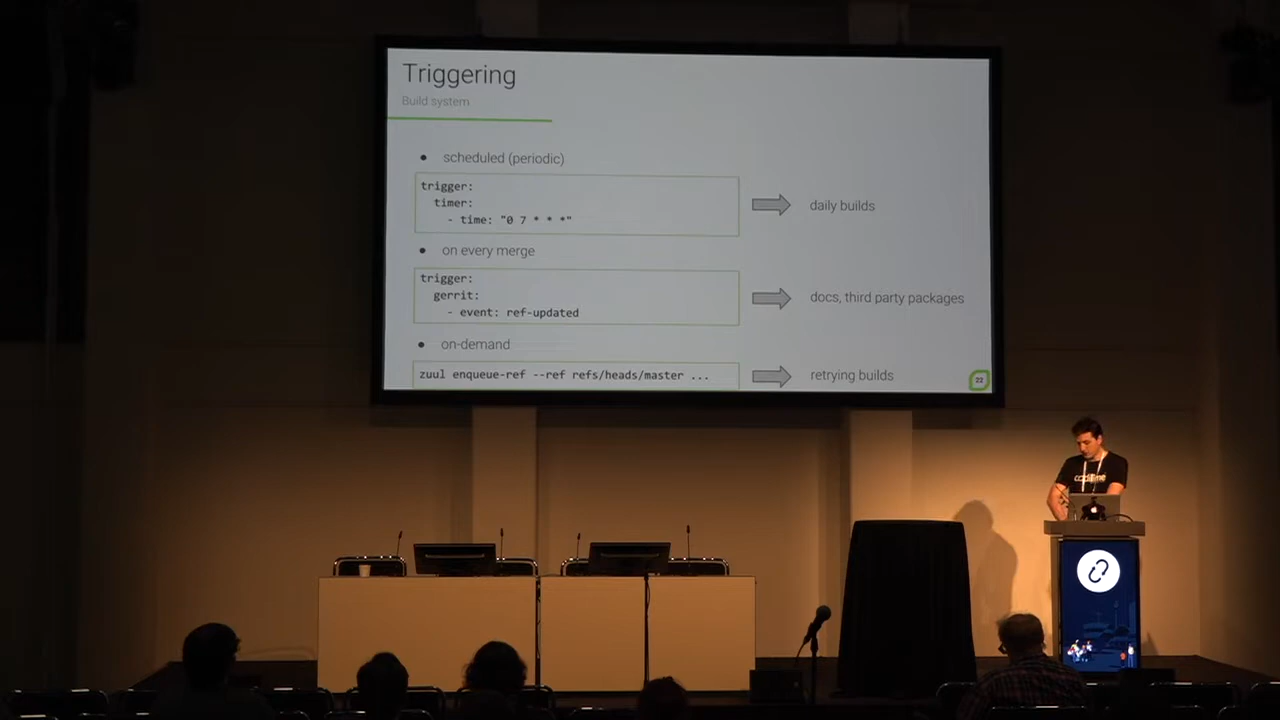 Triggering
Build system
● scheduled (periodic)
trigger:
timer:
- time: "0 7 * * *"
daily builds
● on every merge
trigger:
gerrit:
- event: ref-updated
docs, third party packages
● on-demand
zuul enqueue-ref --ref refs/heads/master ...
retrying builds
22
codilime